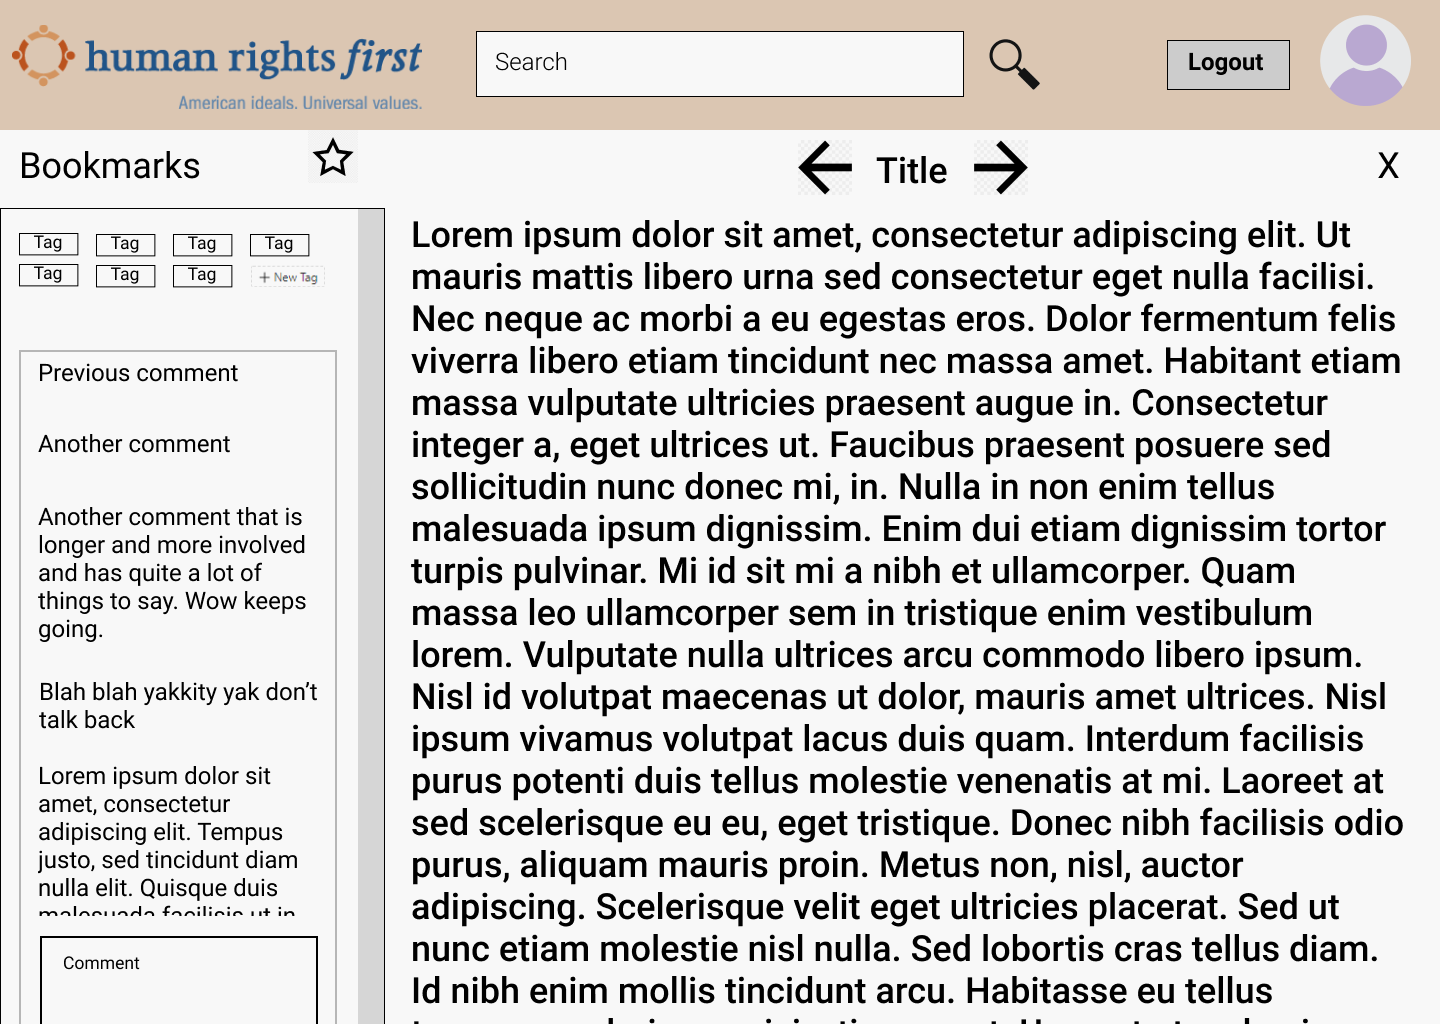 human rights first
American ideals. Universal values.
Search
Logout
Bookmarks
Title
X
Tag
Tag
Tag
Tag
Tag
Tag
Tag
+ New Tag
Previous comment
Another comment
Another comment that is
longer and more involved
and has quite a lot of
things to say. Wow keeps
going.
Blah blah yakkity yak don’t
talk back
Lorem ipsum dolor sit
amet, consectetur
adipiscing elit. Tempus
justo, sed tincidunt diam
nulla elit. Quisque duis
malesuada facilisis ut in
Comment
Lorem ipsum dolor sit amet, consectetur adipiscing elit. Ut
mauris mattis libero urna sed consectetur eget nulla facilisi.
Nec neque ac morbi a eu egestas eros. Dolor fermentum felis
viverra libero etiam tincidunt nec massa amet. Habitant etiam
massa vulputate ultricies praesent augue in. Consectetur
integer a, eget ultrices ut. Faucibus praesent posuere sed
sollicitudin nunc donec mi, in. Nulla in non enim tellus
malesuada ipsum dignissim. Enim dui etiam dignissim tortor
turpis pulvinar. Mi id sit mi a nibh et ullamcorper. Quam
massa leo ullamcorper sem in tristique enim vestibulum
lorem. Vulputate nulla ultrices arcu commodo libero ipsum.
Nisl id volutpat maecenas ut dolor, mauris amet ultrices. Nisl
ipsum vivamus volutpat lacus duis quam. Interdum facilisis
purus potenti duis tellus molestie venenatis at mi. Laoreet at
sed scelerisque eu eu, eget tristique. Donec nibh facilisis odio
purus, aliquam mauris proin. Metus non, nisl, auctor
adipiscing. Scelerisque velit eget ultricies placerat. Sed ut
nunc etiam molestie nisl nulla. Sed lobortis cras tellus diam.
Id nibh enim mollis tincidunt arcu. Habitasse eu tellus